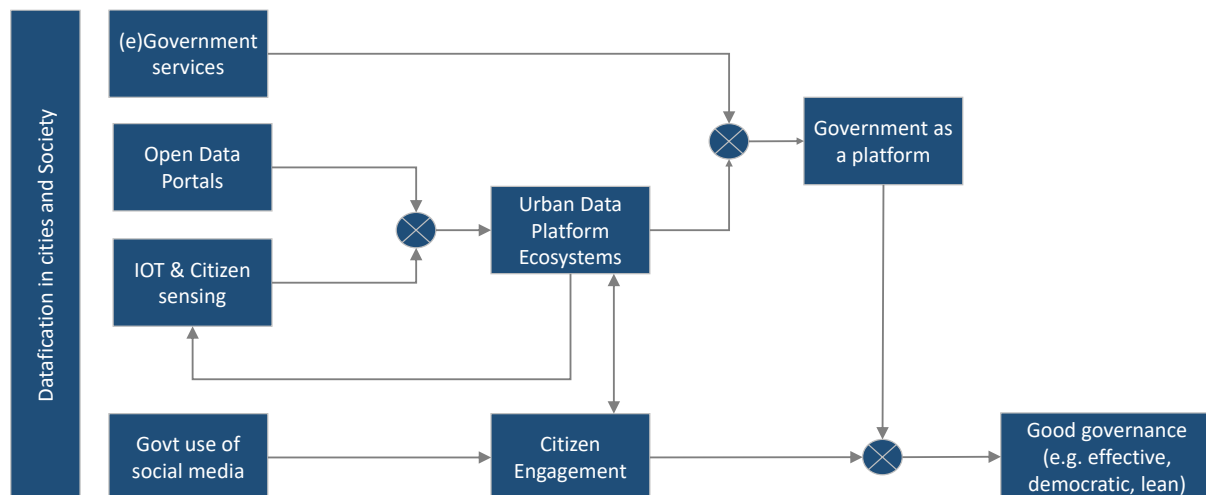 Datafication in cities and Society
(e)Government
services
Open Data
Portals
IOT & Citizen
sensing
Govt use of
social media
Urban Data
Platform
Ecosystems
Citizen
Engagement
Government as
a platform
Good governance
(e.g. effective,
democratic, lean)